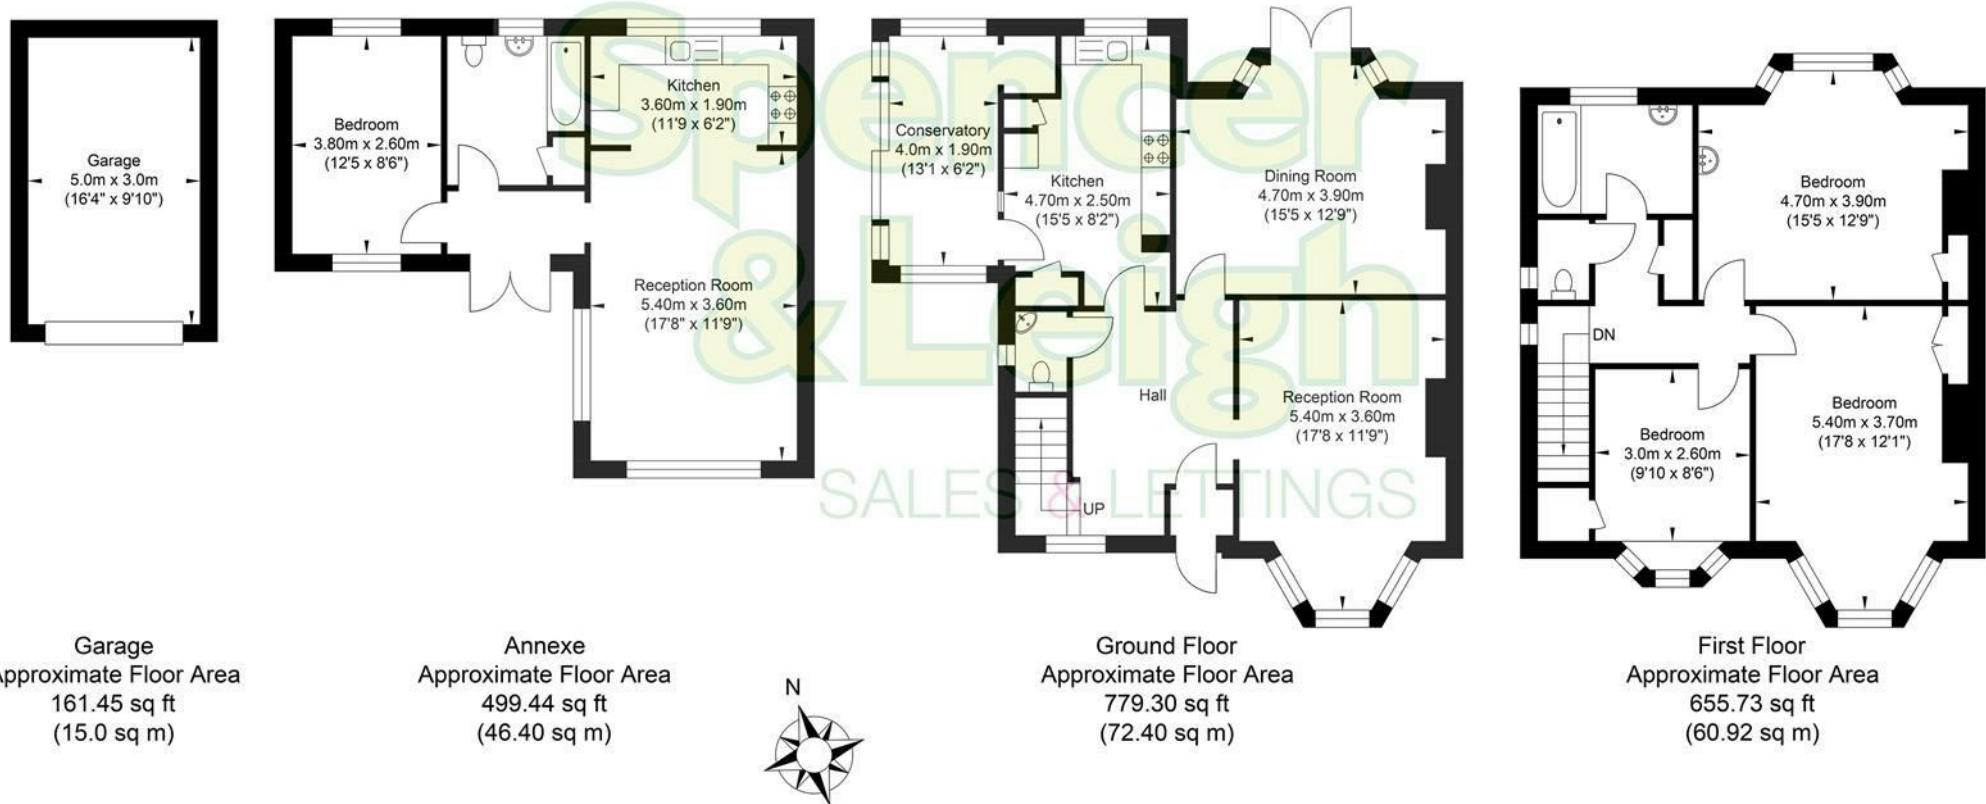 Garage
5.0m x 3.0m
(16'4" x 9'10")
Bedroom
3.80m x 2.60m
(12'5 x 8'6")
Kitchen
3.60m x 1.90m
(11'9 x 6'2")
Reception Room
5.40m x 3.60m
(17'8" x 11'9")
Conservatory
4.0m x 1.90m
(13'1 x 6'2")
Kitchen
4.70m x 2.50m
(15'5 x 8'2")
Dining Room
4.70m x 3.90m
(15'5 x 12'9")
Hall
Reception Room
5.40m x 3.60m
(17'8 x 11'9")
UP
Bedroom
4.70m x 3.90m
(15'5 x 12'9")
DN
Bedroom
3.0m x 2.60m
(9'10 x 8'6")
Bedroom
5.40m x 3.70m
(17'8 x 12'1")
Spencer
& Leigh
SALES & LETTINGS
Garage
Approximate Floor Area
161.45 sq ft
(15.0 sq m)
Annexe
Approximate Floor Area
499.44 sq ft
(46.40 sq m)
N
Ground Floor
Approximate Floor Area
779.30 sq ft
(72.40 sq m)
First Floor
Approximate Floor Area
655.73 sq ft
(60.92 sq m)